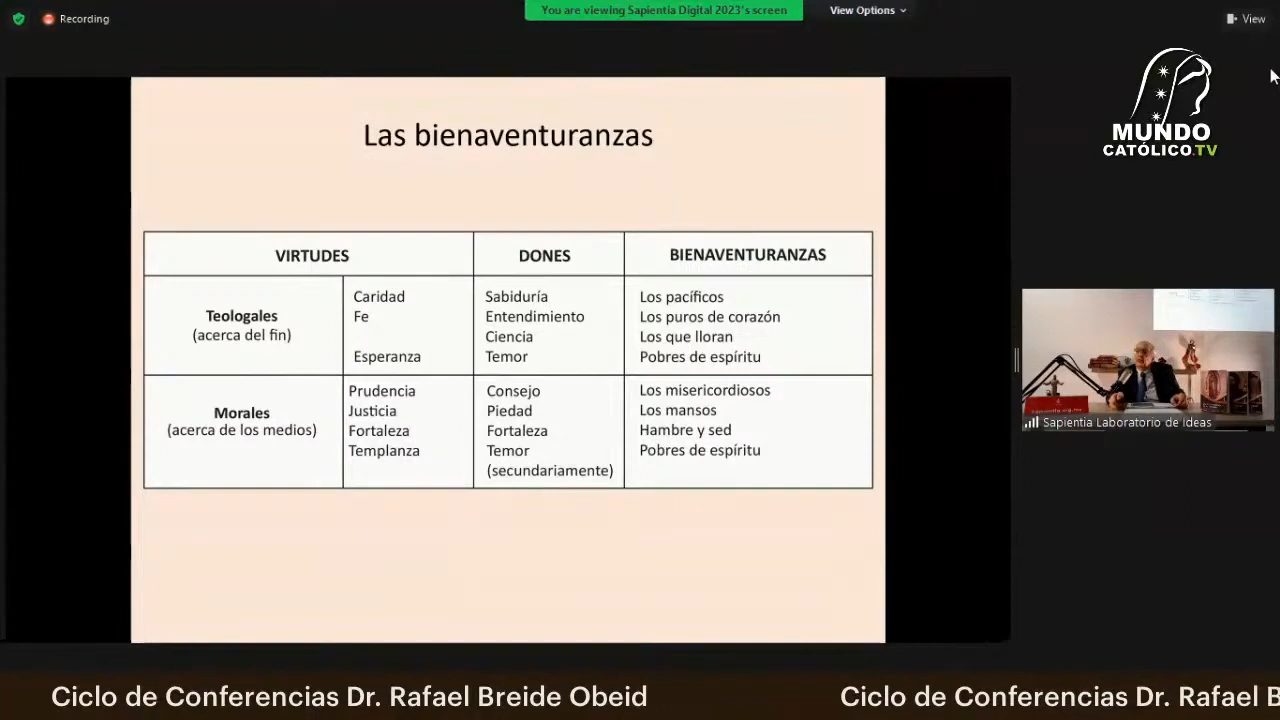 Recording
You are viewing Sapientia Digital 2023's screen
View Options
View
MUNDO
CATÓLICO.TV
Las bienaventuranzas
VIRTUDES
DONES
BIENAVENTURANZAS
Teologales
(acerca del fin)
Caridad
Fe
Esperanza
Sabiduría
Entendimiento
Ciencia
Temor
Los pacíficos
Los puros de corazón
Los que lloran
Pobres de espíritu
Morales
(acerca de los medios)
Prudencia
Justicia
Fortaleza
Templanza
Consejo
Piedad
Fortaleza
Temor
(secundariamente)
Los misericordiosos
Los mansos
Hambre y sed
Pobres de espíritu
Sapientia Laboratorio de ideas
Ciclo de Conferencias Dr. Rafael Breide Obeid
Ciclo de Conferencias Dr. Rafael B